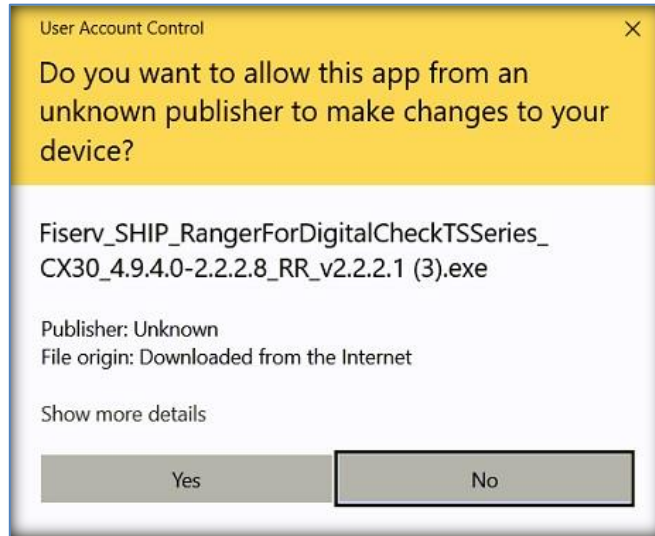 User Account Control
Do you want to allow this app from an
unknown publisher to make changes to your
device?
Fiserv_SHIP_RangerForDigitalCheckTSSeries_
CX30_4.9.4.0-2.2.2.8_RR_v2.2.2.1 (3).exe
Publisher: Unknown
File origin: Downloaded from the Internet
Show more details
Yes
No